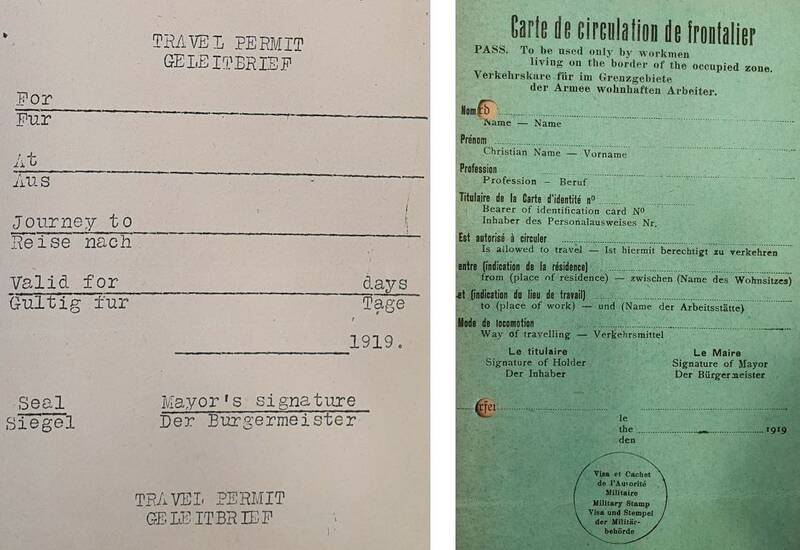 TRAVEL PERMIT
GELEITBRIEF
For
Fur
At
Aus
Journey to
Reise nach
Valid for days
Gultig fur Tage
1919.
Seal Mayor's signature
Siegel Der Burgermeister
TRAVEL PERMIT
GELEITBRIEF
Carte de circulation de frontalier
PASS. To be used only by workmen
living on the border of the occupied zone.
Verkehrskare für im Grenzgebiete
der Armee wohnhaften Arbeiter.
Nom
Name — Name
Prénom
Christian Name — Vorname
Profession
Profession – Beruf
Titulaire de la Carte d'identité nº
Bearer of identification card Nº
Inhaber des Personalausweises Nr.
Est autorisé à circuler
Is allowed to travel — Ist hiermit berechtigt zu verkehren
entre (indication de la résidence)
from (place of residence) — zwischen (Name des Wohnsitzes)
et (indication du lieu de travail)
to (place of work) — und (Name der Arbeitsstätte)
Mode de locomotion
Way of travelling — Verkehrsmittel
Le titulaire Le Maire
Signature of Holder Signature of Mayor
Der Inhaber Der Bürgermeister
le
the 1919
den
Visa et Cachet
de l'Autorité
Militaire
Military Stamp
Visa und Stempel
der Militär-
behörde